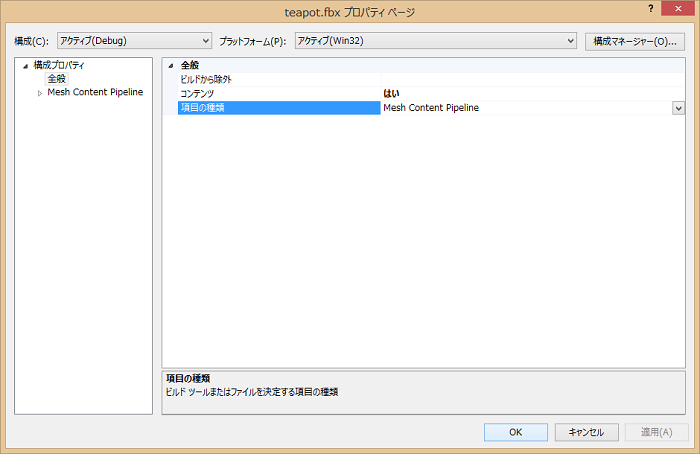 teapot.fbx プロパティ ページ
?
構成(C): アクティブ(Debug) プラットフォーム(P): アクティブ(Win32) 構成マネージャー(O)...
構成プロパティ
全般
Mesh Content Pipeline
全般
ビルドから除外
コンテンツ はい
項目の種類 Mesh Content Pipeline
項目の種類
ビルド ツールまたはファイルを決定する項目の種類
OK キャンセル 適用(A)